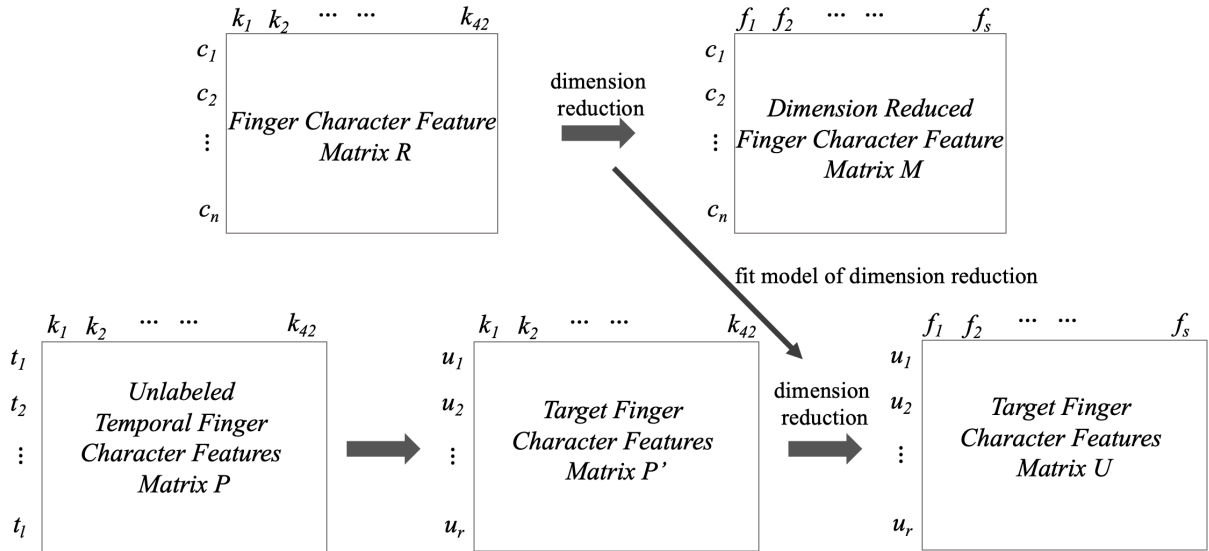 k1 k2 ... ... k42
c1
c2
⋮
cn
Finger Character Feature
Matrix R
dimension
reduction
f1 f2 ... ... fs
c1
c2
⋮
cn
Dimension Reduced
Finger Character Feature
Matrix M
fit model of dimension reduction
k1 k2 ... ... k42
t1
t2
⋮
tl
Unlabeled
Temporal Finger
Character Features
Matrix P
k1 k2 ... ... k42
u1
u2
⋮
ur
Target Finger
Character Features
Matrix P’
dimension
reduction
f1 f2 ... ... fs
u1
u2
⋮
ur
Target Finger
Character Features
Matrix U